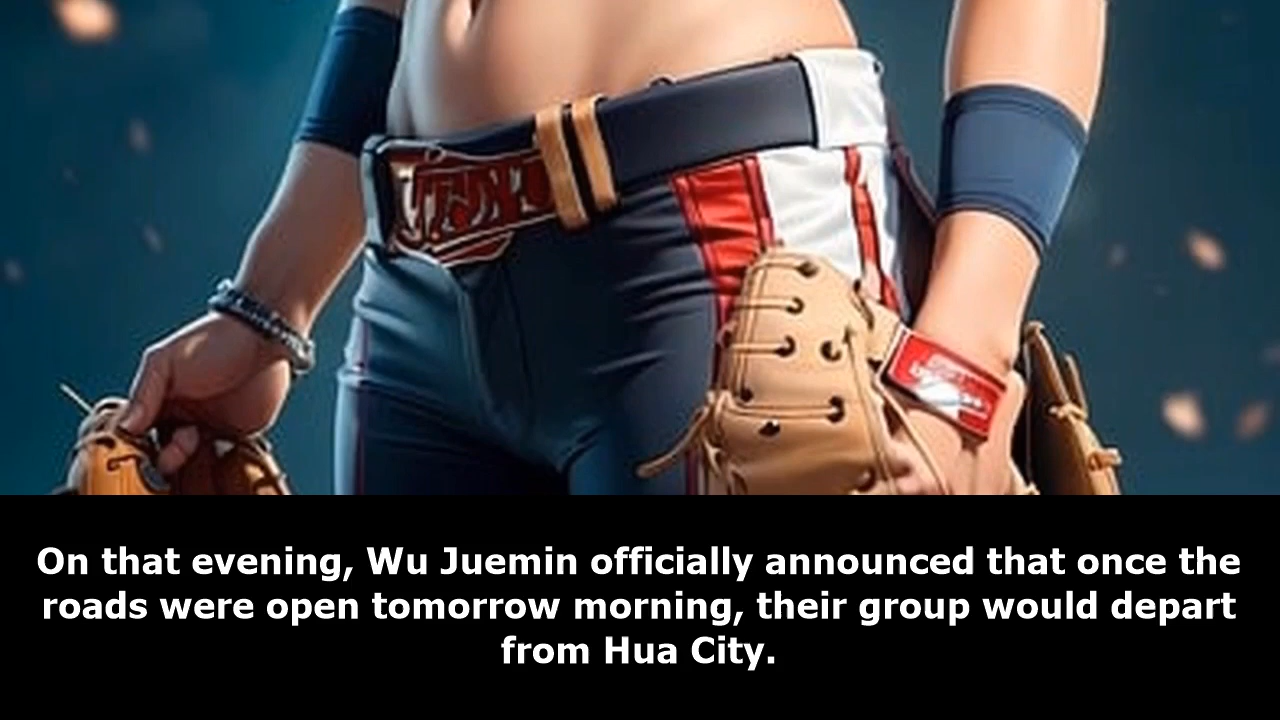 On that evening, Wu Juemin officially announced that once the
roads were open tomorrow morning, their group would depart
from Hua City.